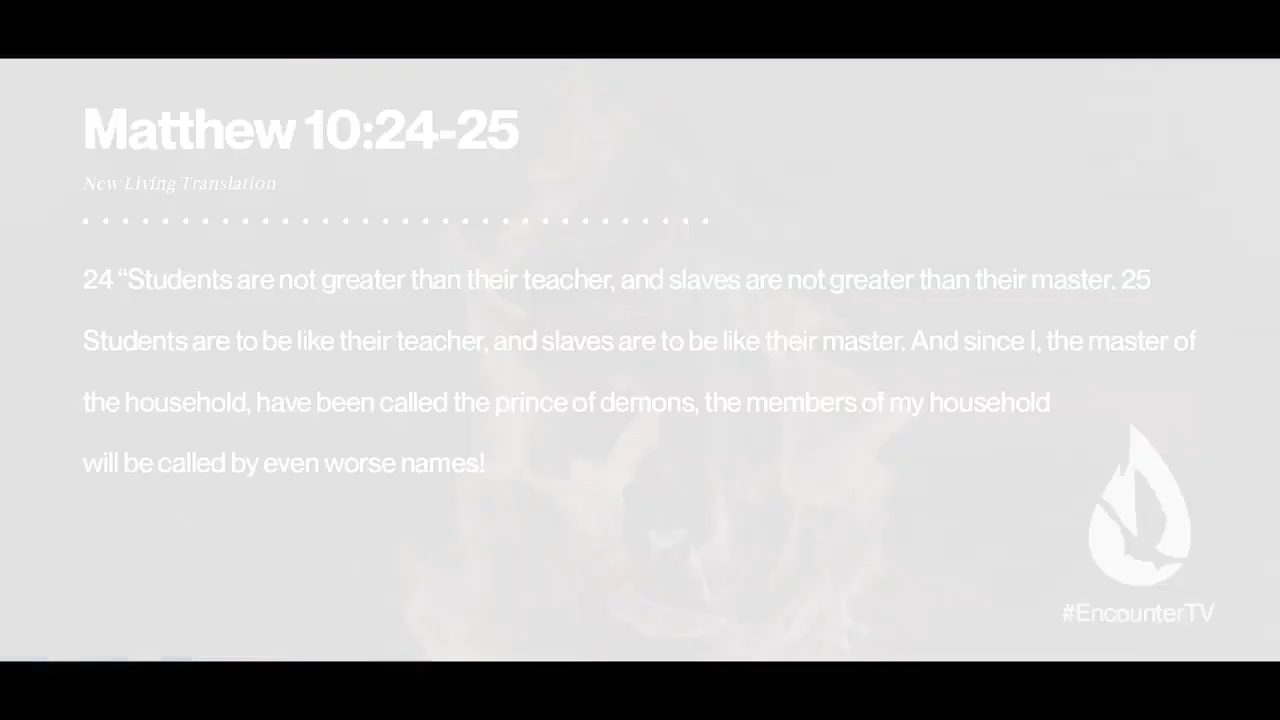 Matthew 10:24-25
New Living Translation
24 “Students are not greater than their teacher, and slaves are not greater than their master. 25
Students are to be like their teacher, and slaves are to be like their master. And since I, the master of
the household, have been called the prince of demons, the members of my household
will be called by even worse names!
#EncounterTV